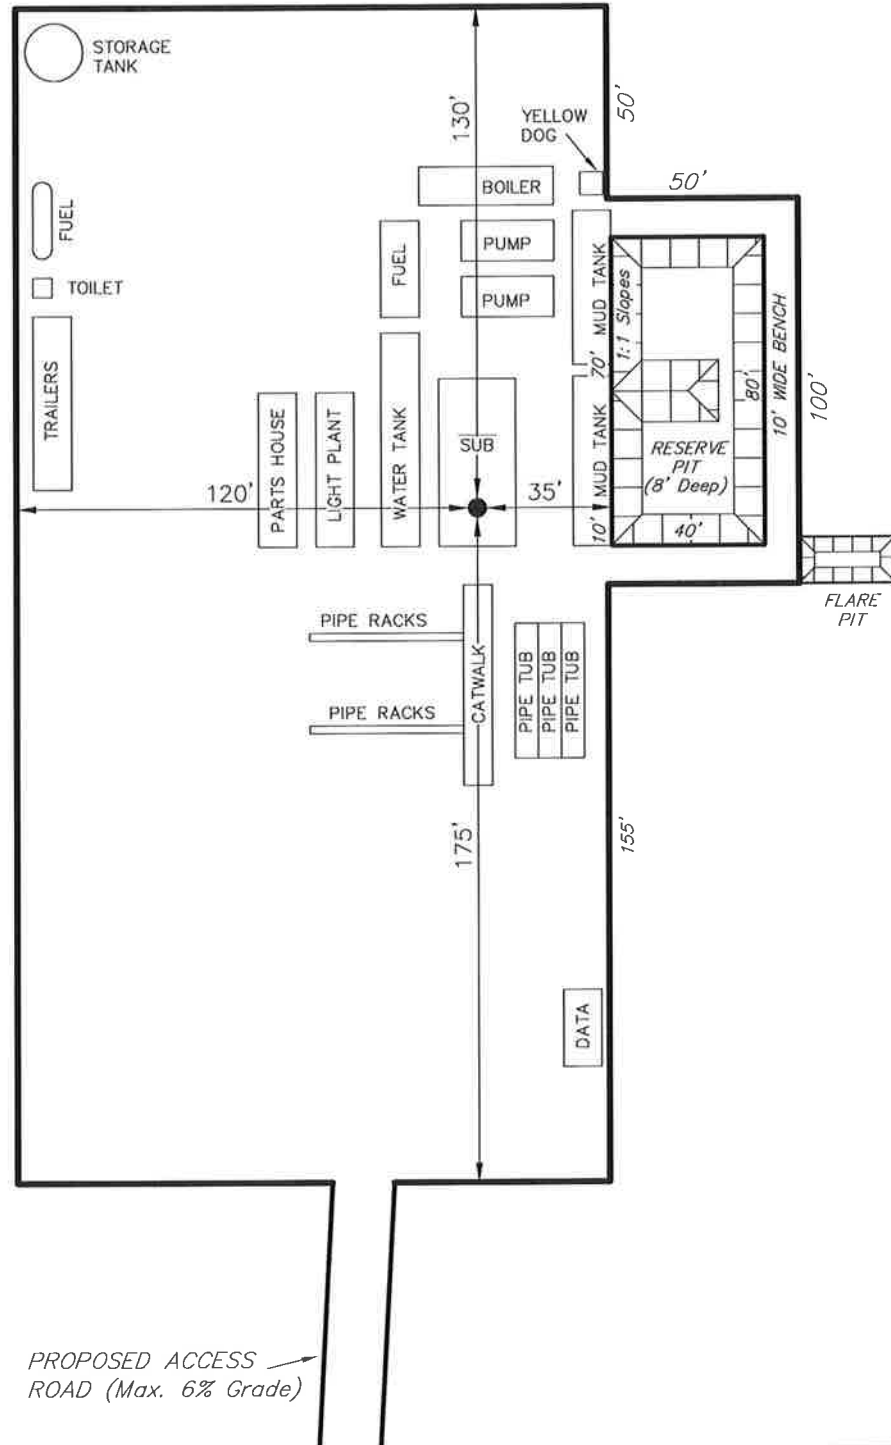 STORAGE
TANK
130'
50'
YELLOW
DOG
BOILER
50'
FUEL
TOILET
FUEL
PUMP
PUMP
MUD TANK
1:1 Slopes
70'
TRAILERS
PARTS HOUSE
LIGHT PLANT
WATER TANK
SUB
MUD TANK
80'
10' WIDE BENCH
100'
RESERVE
PIT
(8' Deep)
120'
35'
10'
40'
FLARE
PIT
PIPE RACKS
PIPE RACKS
CATWALK
PIPE TUB
PIPE TUB
PIPE TUB
175'
155'
DATA
PROPOSED ACCESS
ROAD (Max. 6% Grade)